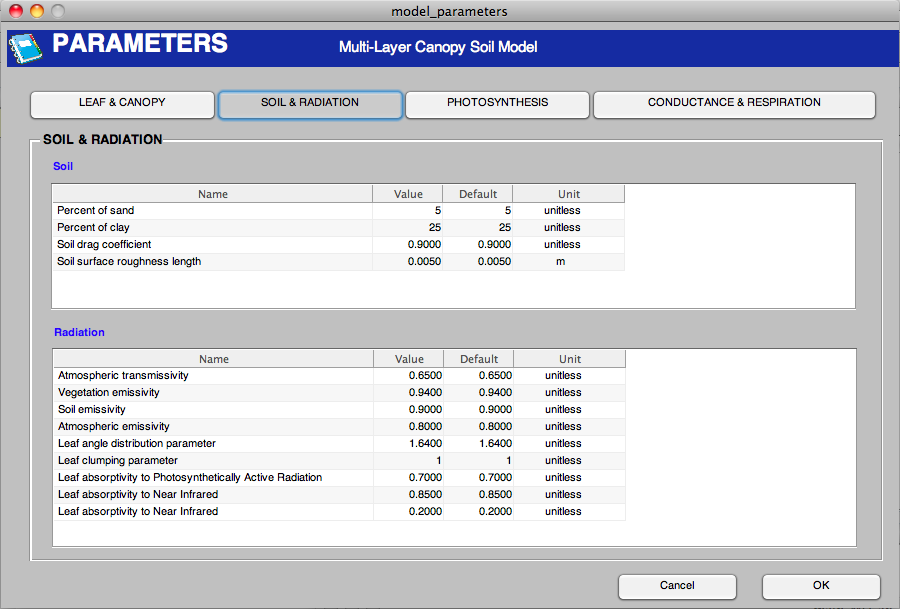 model_parameters
PARAMETERS
Multi-Layer Canopy Soil Model
LEAF & CANOPY SOIL & RADIATION PHOTOSYNTHESIS CONDUCTANCE & RESPIRATION
SOIL & RADIATION
Soil
Name Value Default Unit
Percent of sand 5 5 unitless
Percent of clay 25 25 unitless
Soil drag coefficient 0.9000 0.9000 unitless
Soil surface roughness length 0.0050 0.0050 m
Radiation
Name Value Default Unit
Atmospheric transmissivity 0.6500 0.6500 unitless
Vegetation emissivity 0.9400 0.9400 unitless
Soil emissivity 0.9000 0.9000 unitless
Atmospheric emissivity 0.8000 0.8000 unitless
Leaf angle distribution parameter 1.6400 1.6400 unitless
Leaf clumping parameter 1 1 unitless
Leaf absorptivity to Photosynthetically Active Radiation 0.7000 0.7000 unitless
Leaf absorptivity to Near Infrared 0.8500 0.8500 unitless
Leaf absorptivity to Near Infrared 0.2000 0.2000 unitless
Cancel OK